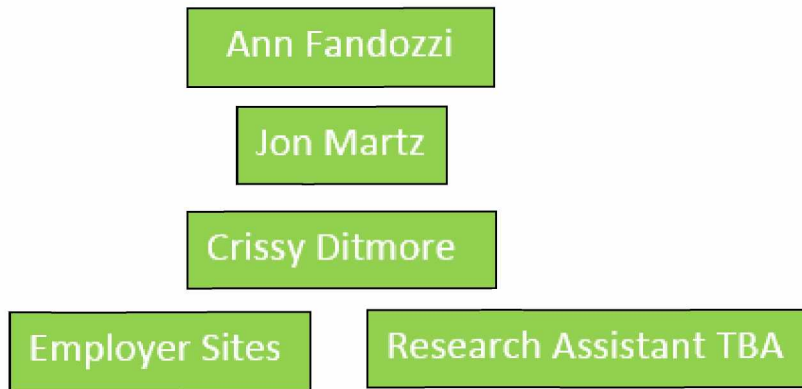 Ann Fandozzi
Jon Martz
Crissy Ditmore
Employer Sites
Research Assistant TBA